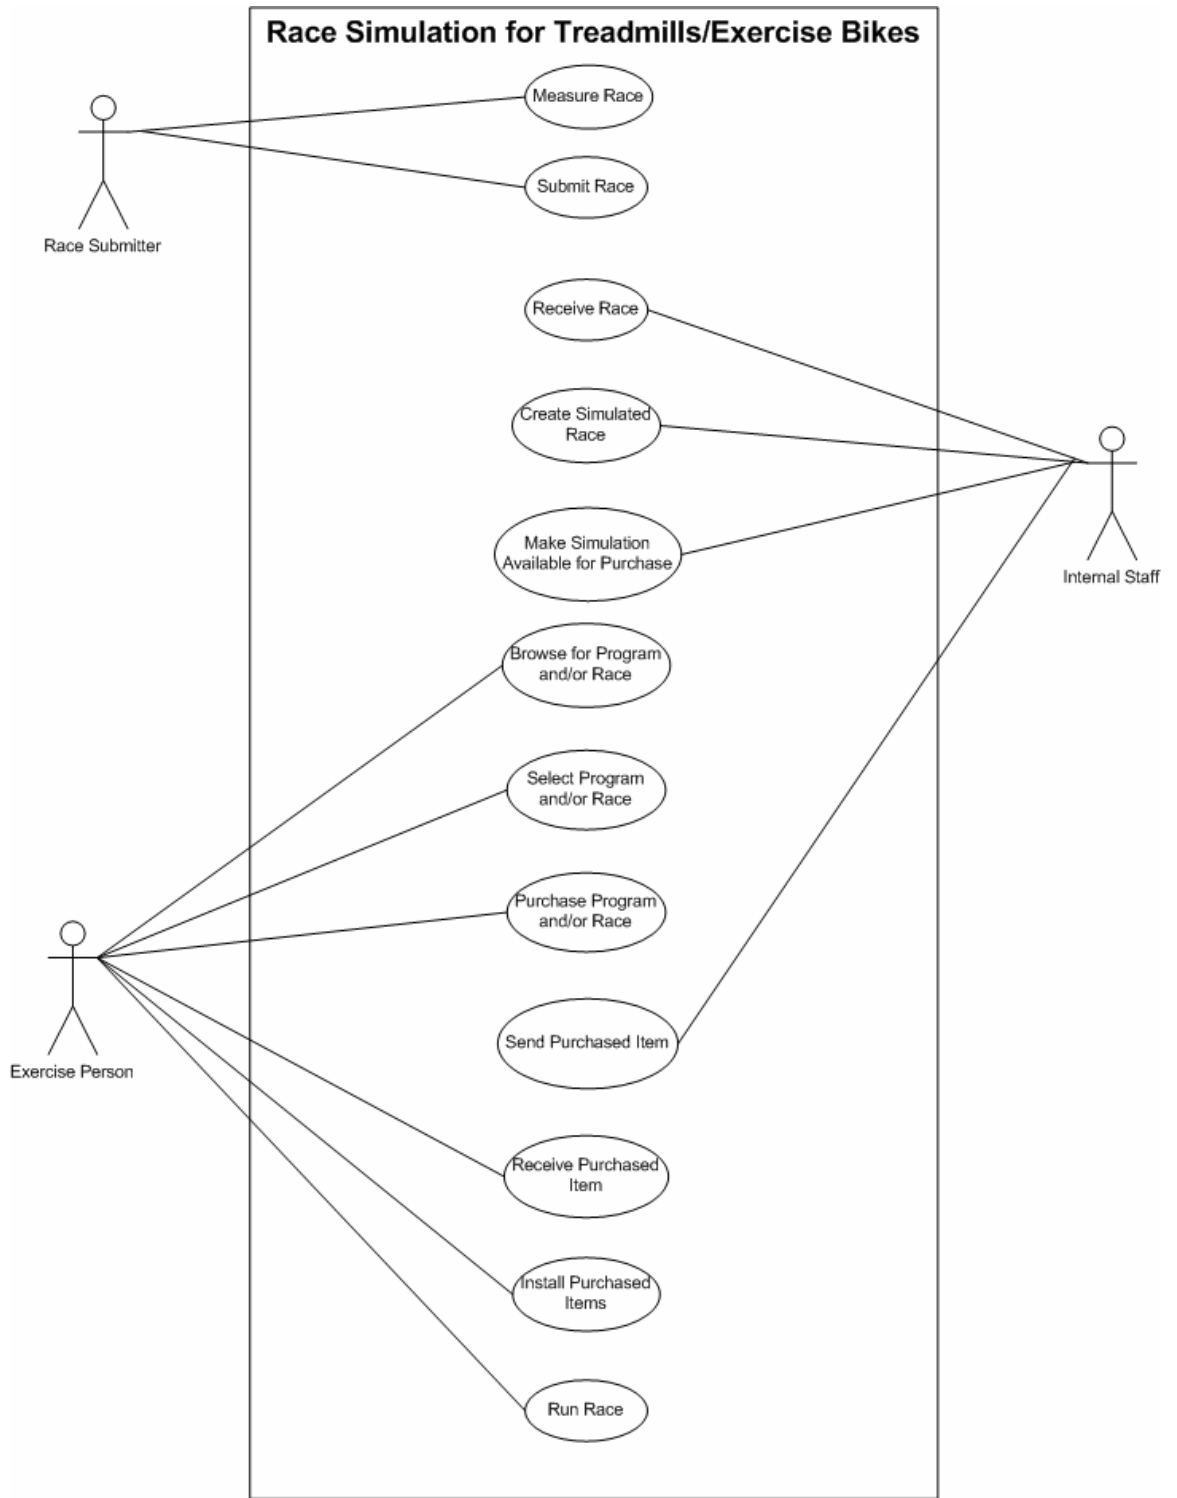 Race Simulation for Treadmills/Exercise Bikes
Measure Race
Submit Race
Race Submitter
Receive Race
Create Simulated
Race
Make Simulation
Available for Purchase
Internal Staff
Browse for Program
and/or Race
Select Program
and/or Race
Purchase Program
and/or Race
Send Purchased Item
Exercise Person
Receive Purchased
Item
Install Purchased
Items
Run Race